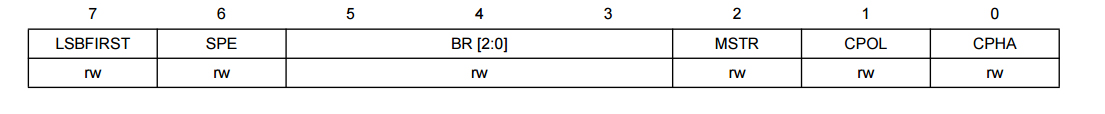 7 6 5 4 3 2 1 0
LSBFIRST SPE BR [2:0] MSTR CPOL CPHA
rw rw rw rw rw rw